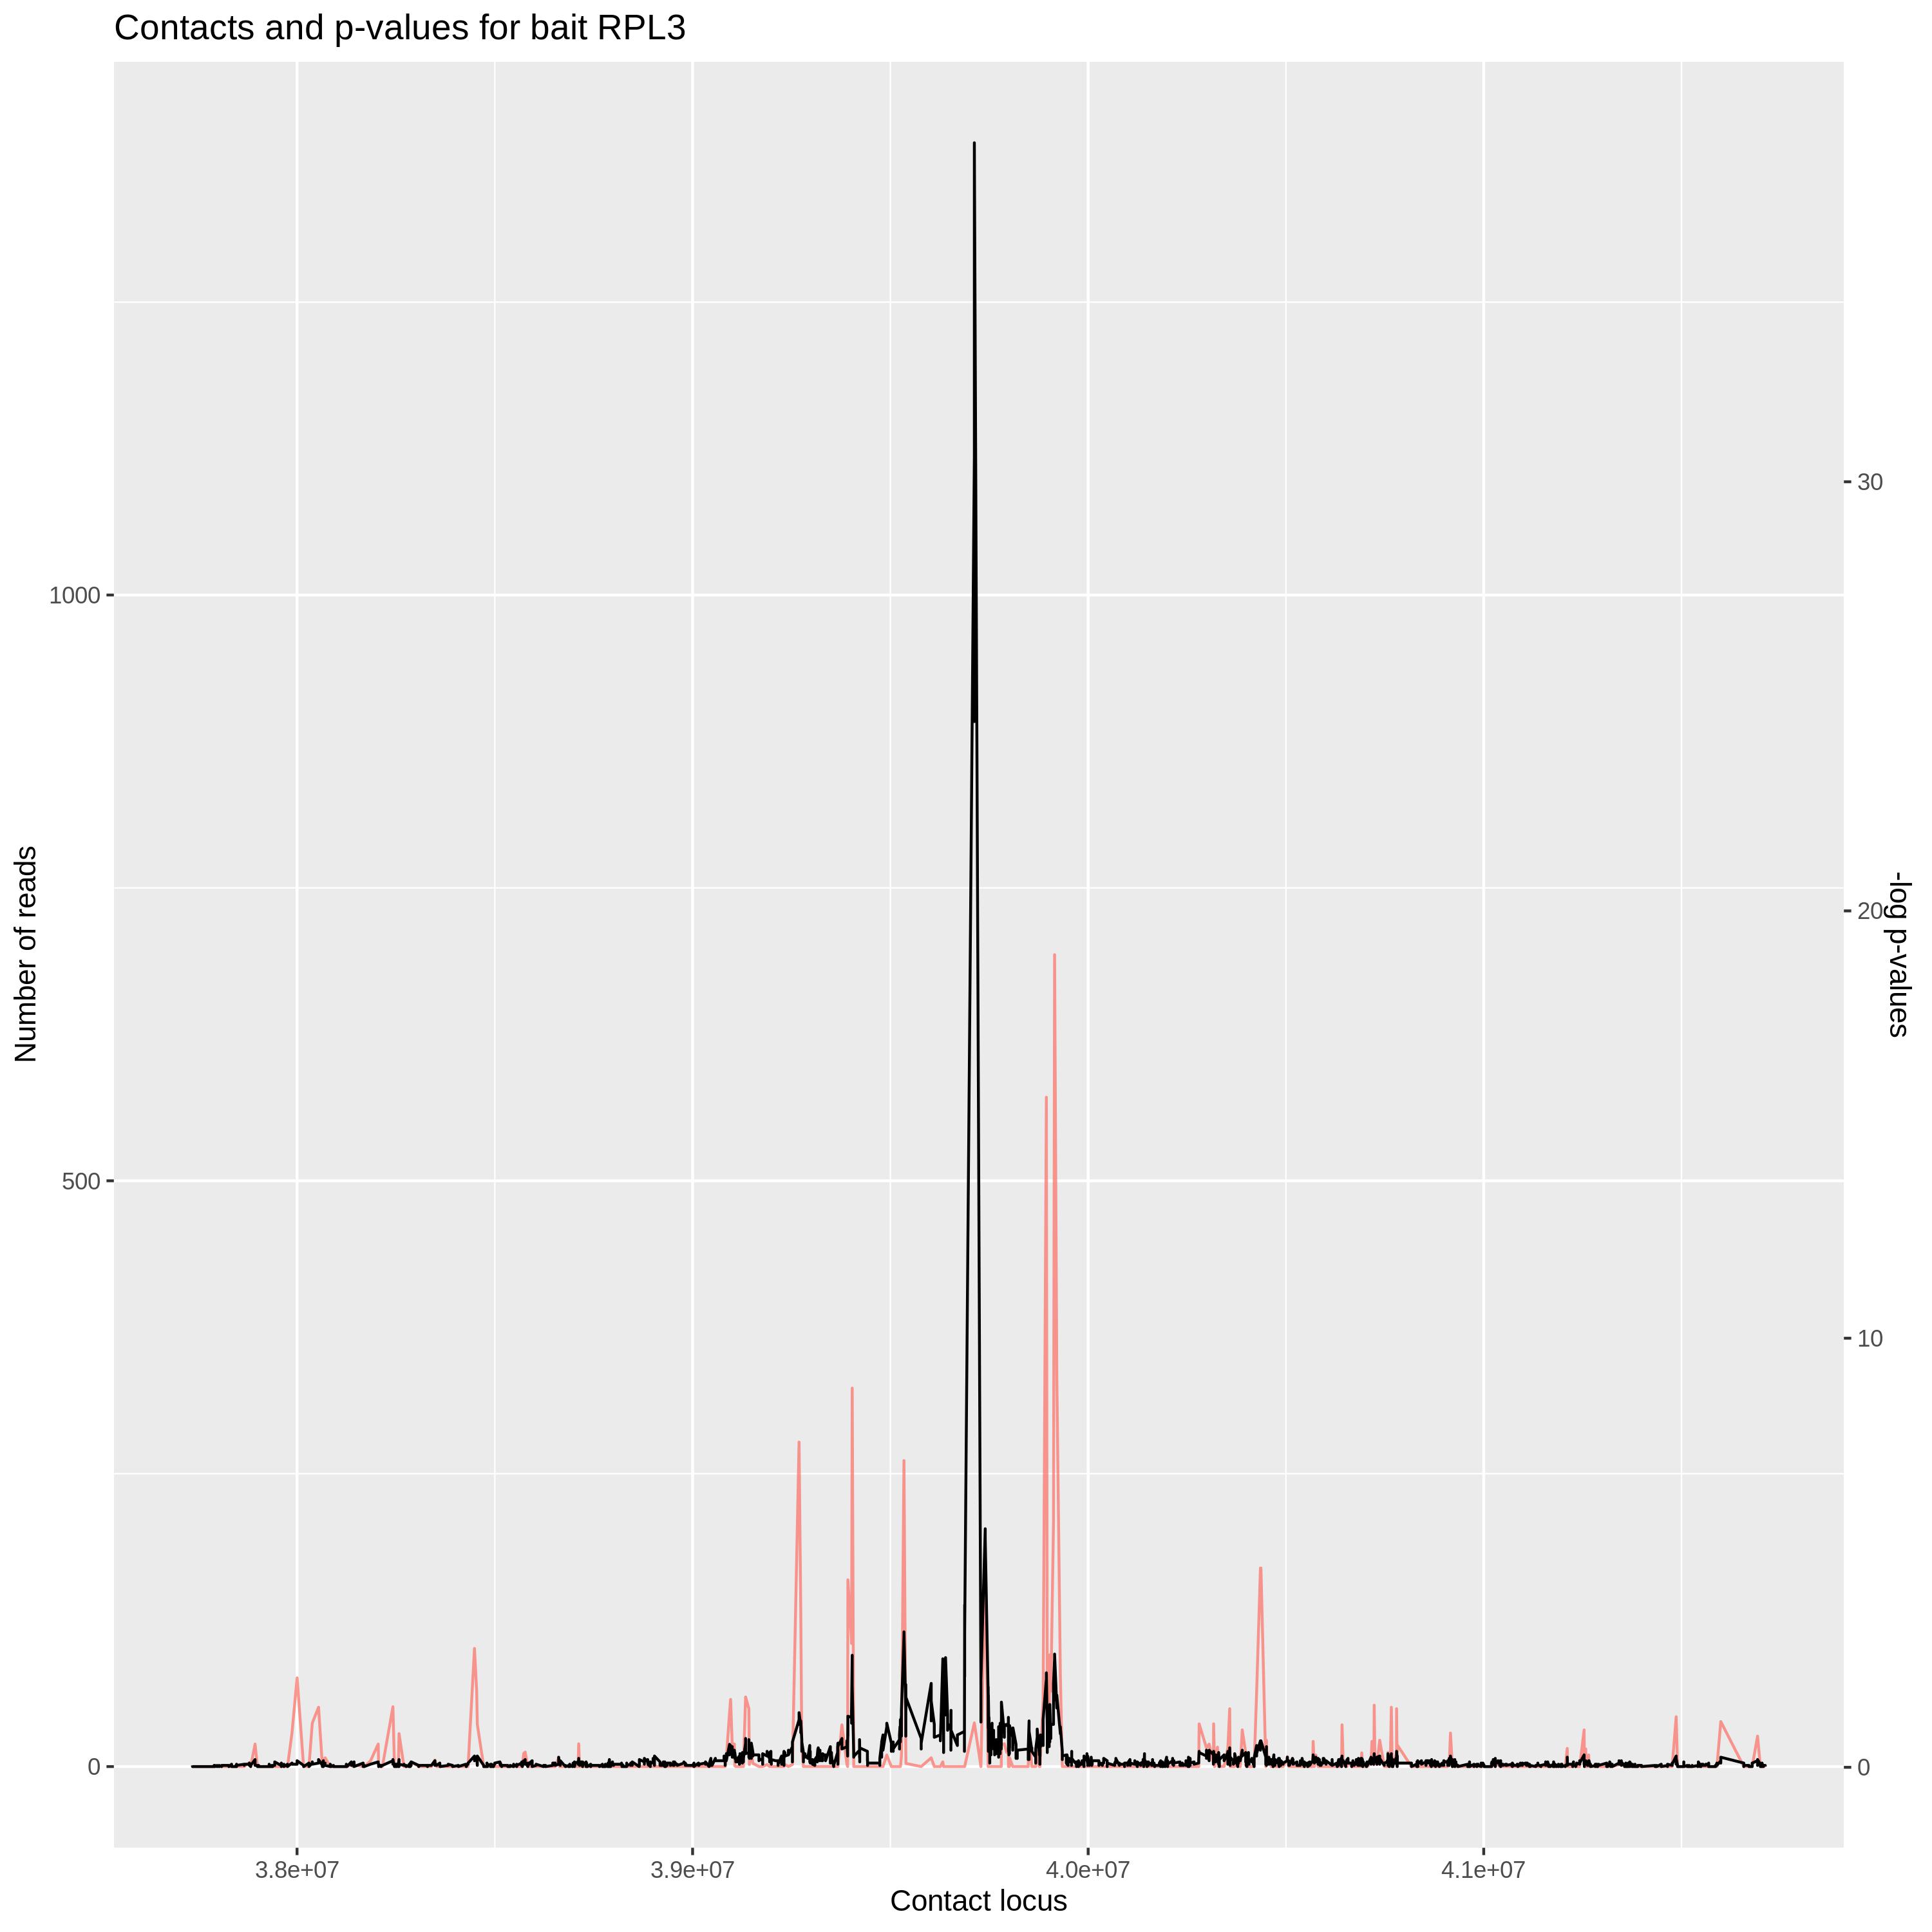 Contacts and p-values for bait RPL3
Number of reads
1000
500
0
30
20
10
0
-log p-values
3.8e+07
3.9e+07
4.0e+07
4.1e+07
Contact locus